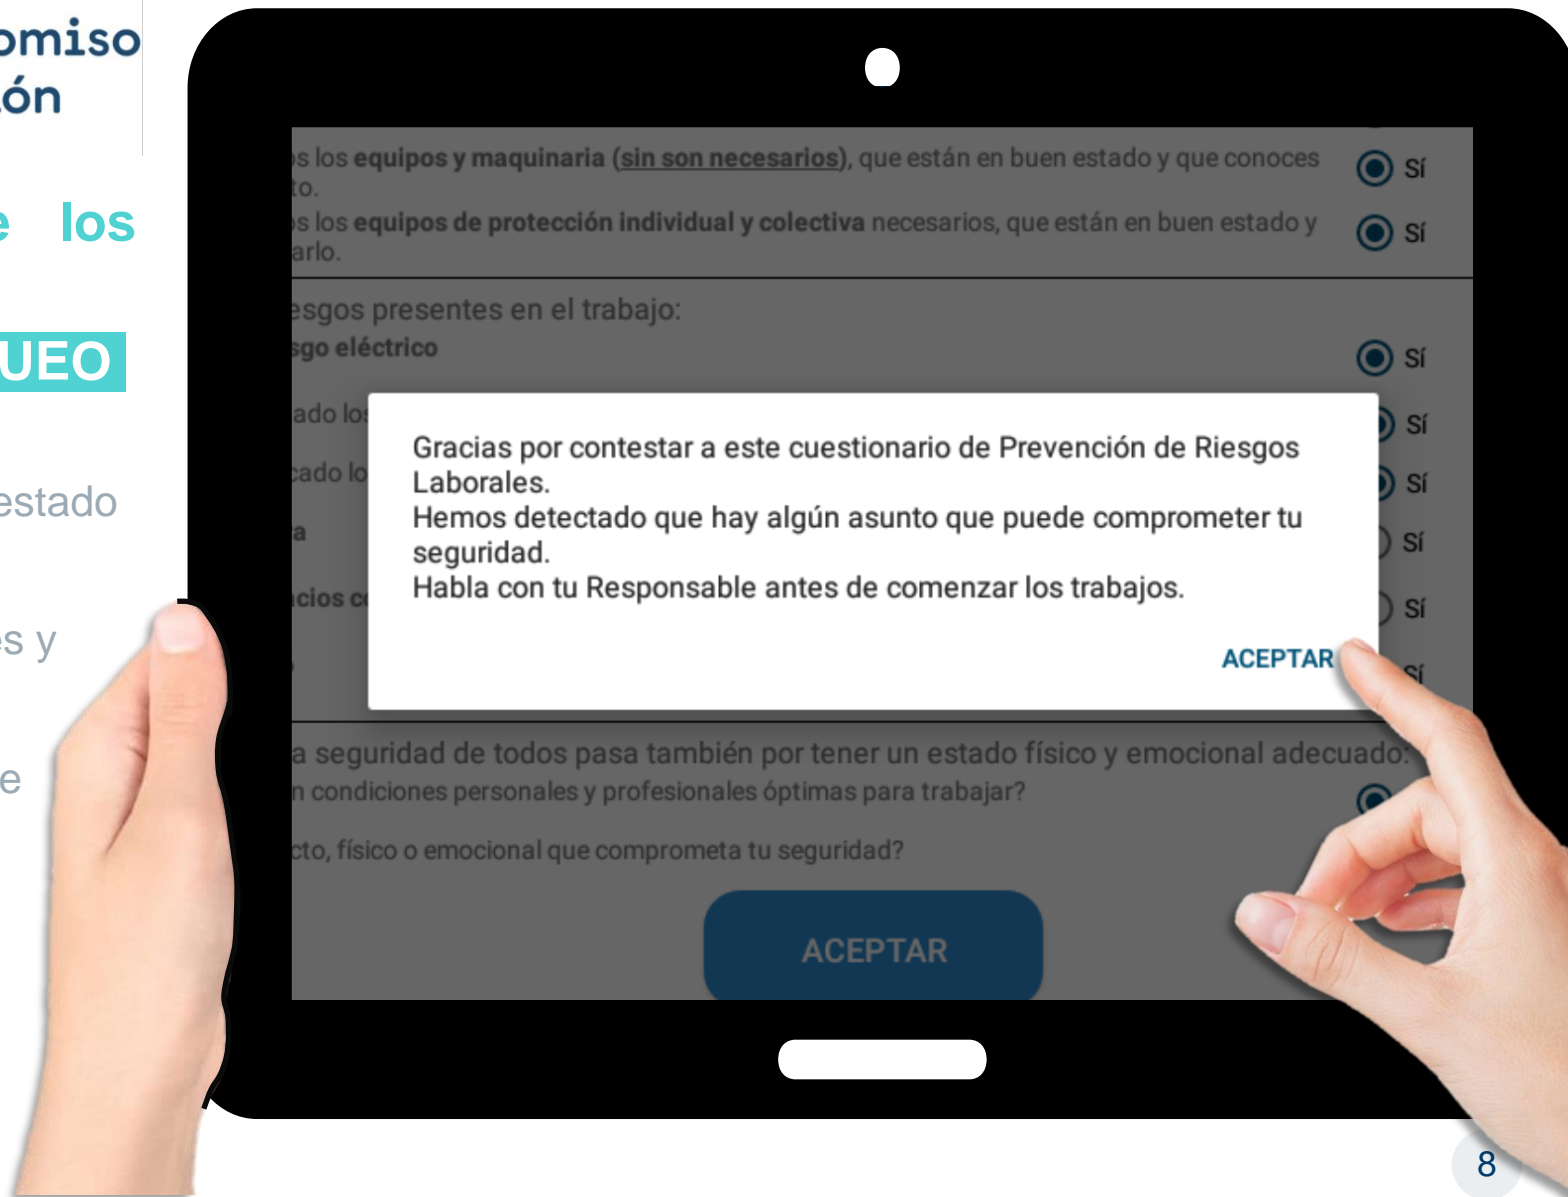 omiso
ón
e los
UEO
estado
es y
e
os los equipos y maquinaria (sin son necesarios), que están en buen estado y que conoces
to.
Sí
os los equipos de protección individual y colectiva necesarios, que están en buen estado y
arlo.
Sí
esgos presentes en el trabajo:
sgo eléctrico
Sí
ado los
Sí
cado lo
Sí
a
Sí
cios co
Sí
Sí
Gracias por contestar a este cuestionario de Prevención de Riesgos
Laborales.
Hemos detectado que hay algún asunto que puede comprometer tu
seguridad.
Habla con tu Responsable antes de comenzar los trabajos.
ACEPTAR
a seguridad de todos pasa también por tener un estado físico y emocional adecuado:
n condiciones personales y profesionales óptimas para trabajar?
cto, físico o emocional que comprometa tu seguridad?
ACEPTAR
8